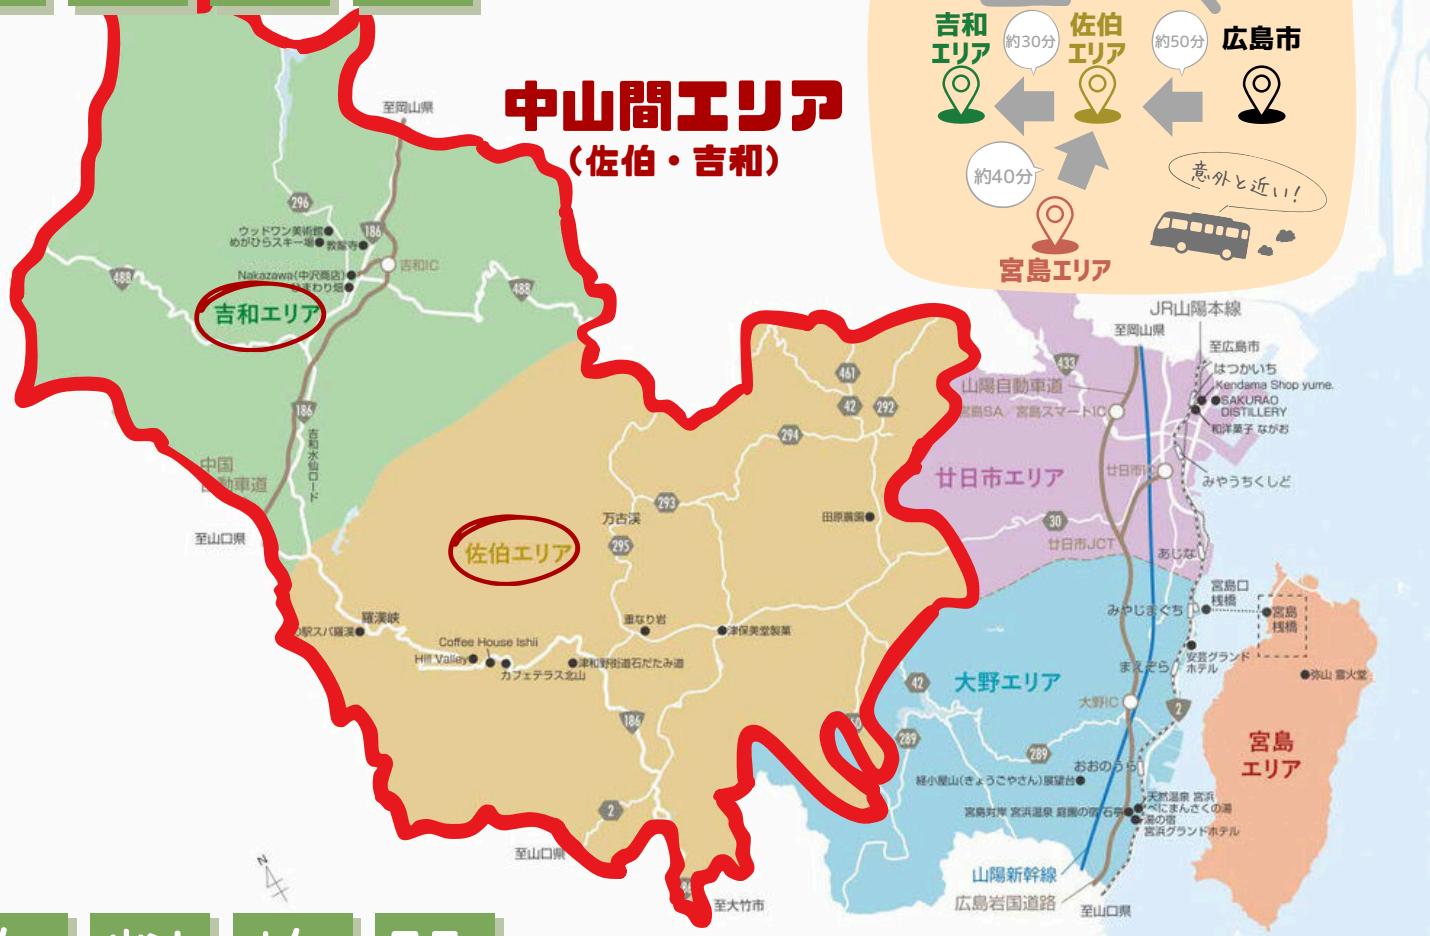 中山間エリア
(佐伯・吉和)
吉和
エリア
約30分
佐伯
エリア
約50分
広島市
約40分
宮島エリア
意外と近い!
至岡山県
296
ウッドワン美術館
めがひらスキー場
186
吉和IC
Nakazawa(中沢商店)
ひまわり畑
488
488
吉和エリア
186
吉和水仙ロード
中国
自動車道
至山口県
461
42
292
294
293
万古渓
295
田原農園
佐伯エリア
羅漢峡
重なり岩
津保美堂製菓
Coffee House Ishii
Hill Valley
カフェテラス北山
津和野街道石だたみ道
186
2
至山口県
至大竹市
N
JR山陽本線
至岡山県
至広島市
433
はつかいち
山陽自動車道
Kendama Shop yume.
SAKURAO
DISTILLERY
宮島SA/宮島スマートIC
和洋菓子 ながお
廿日市エリア
廿日市IC
みやうちくしど
30
廿日市JCT
あじな
宮島口
桟橋
みやじまぐち
宮島
桟橋
安芸グランド
ホテル
まえぞら
弥山 霊火堂
42
大野エリア
大野IC
2
289
289
おおのうら
宮島
エリア
経小屋山(きょうごやさん)展望台
天然温泉 宮浜
べにまんさくの湯
宮島対岸 宮浜温泉 庭園の宿 石亭
湯の宿
宮浜グランドホテル
山陽新幹線
広島岩国道路
至山口県